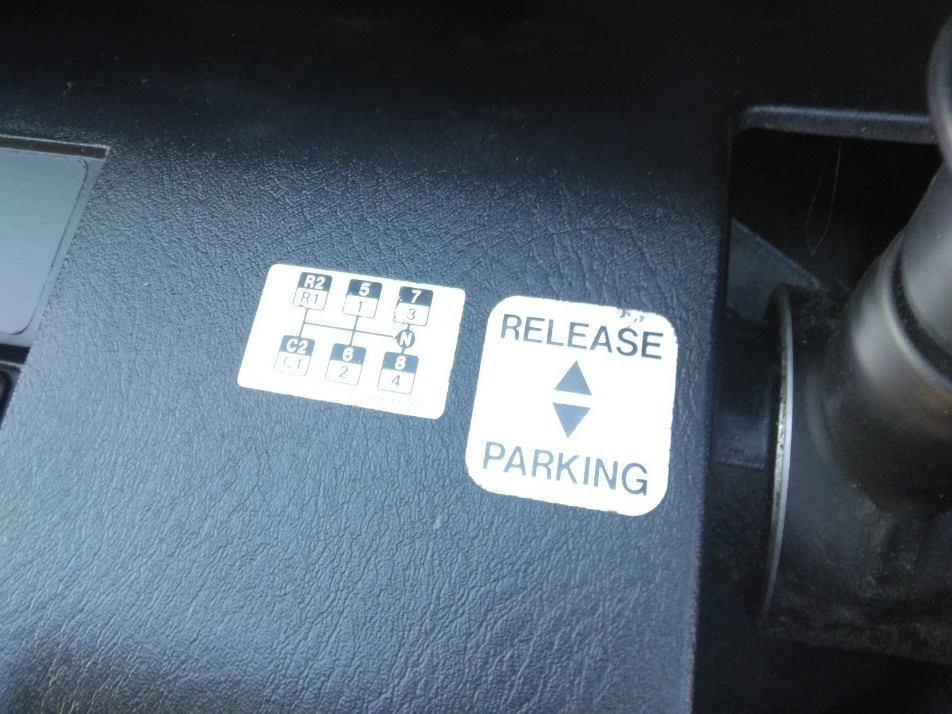 R2 5 7
R1 1 3
N
C2 6 8
C1 2 4
RELEASE
PARKING